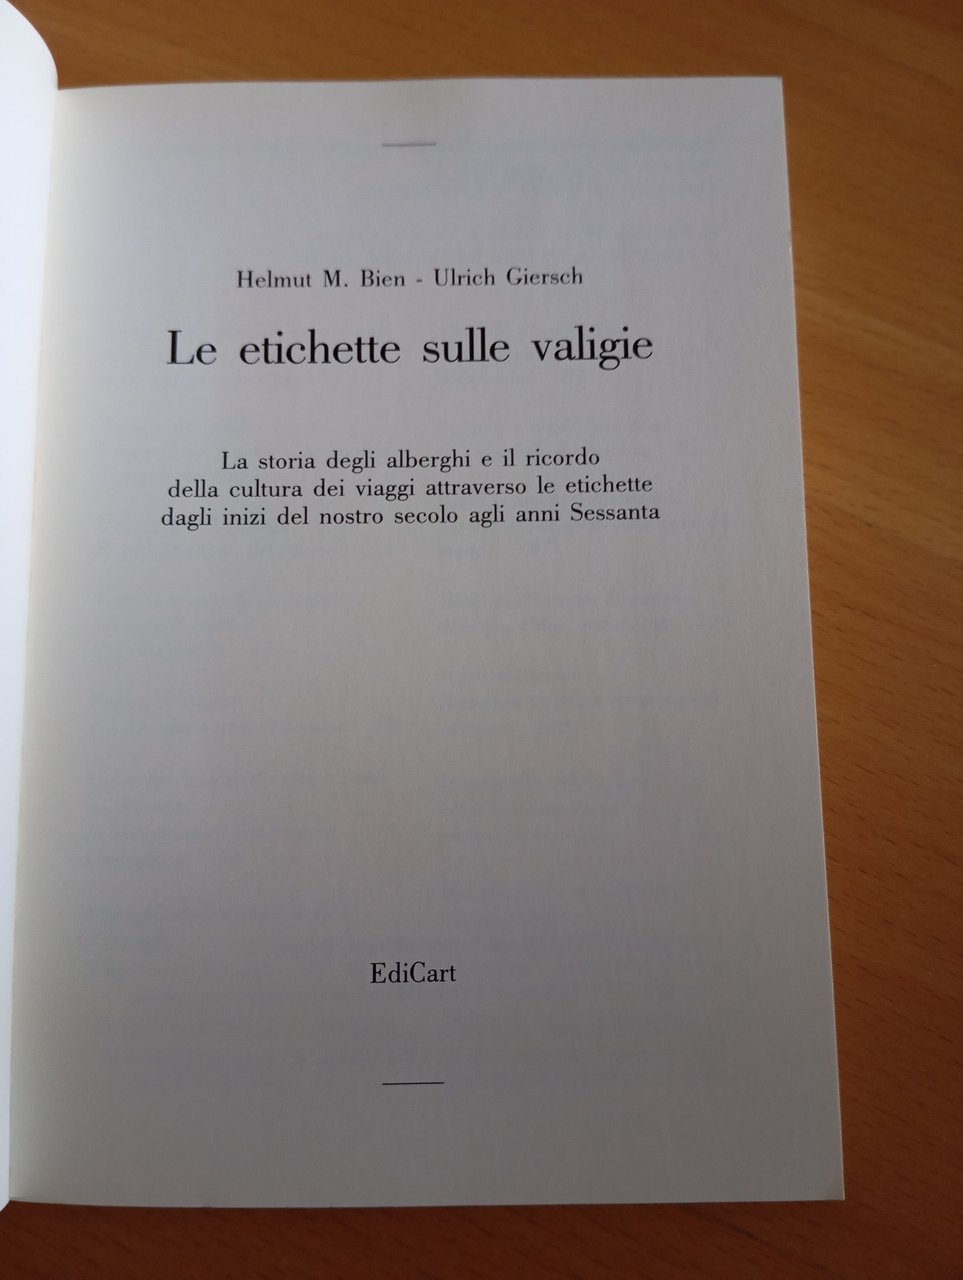 Helmut M. Bien - Ulrich Giersch
Le etichette sulle valigie
La storia degli alberghi e il ricordo
della cultura dei viaggi attraverso le etichette
dagli inizi del nostro secolo agli anni Sessanta
EdiCart